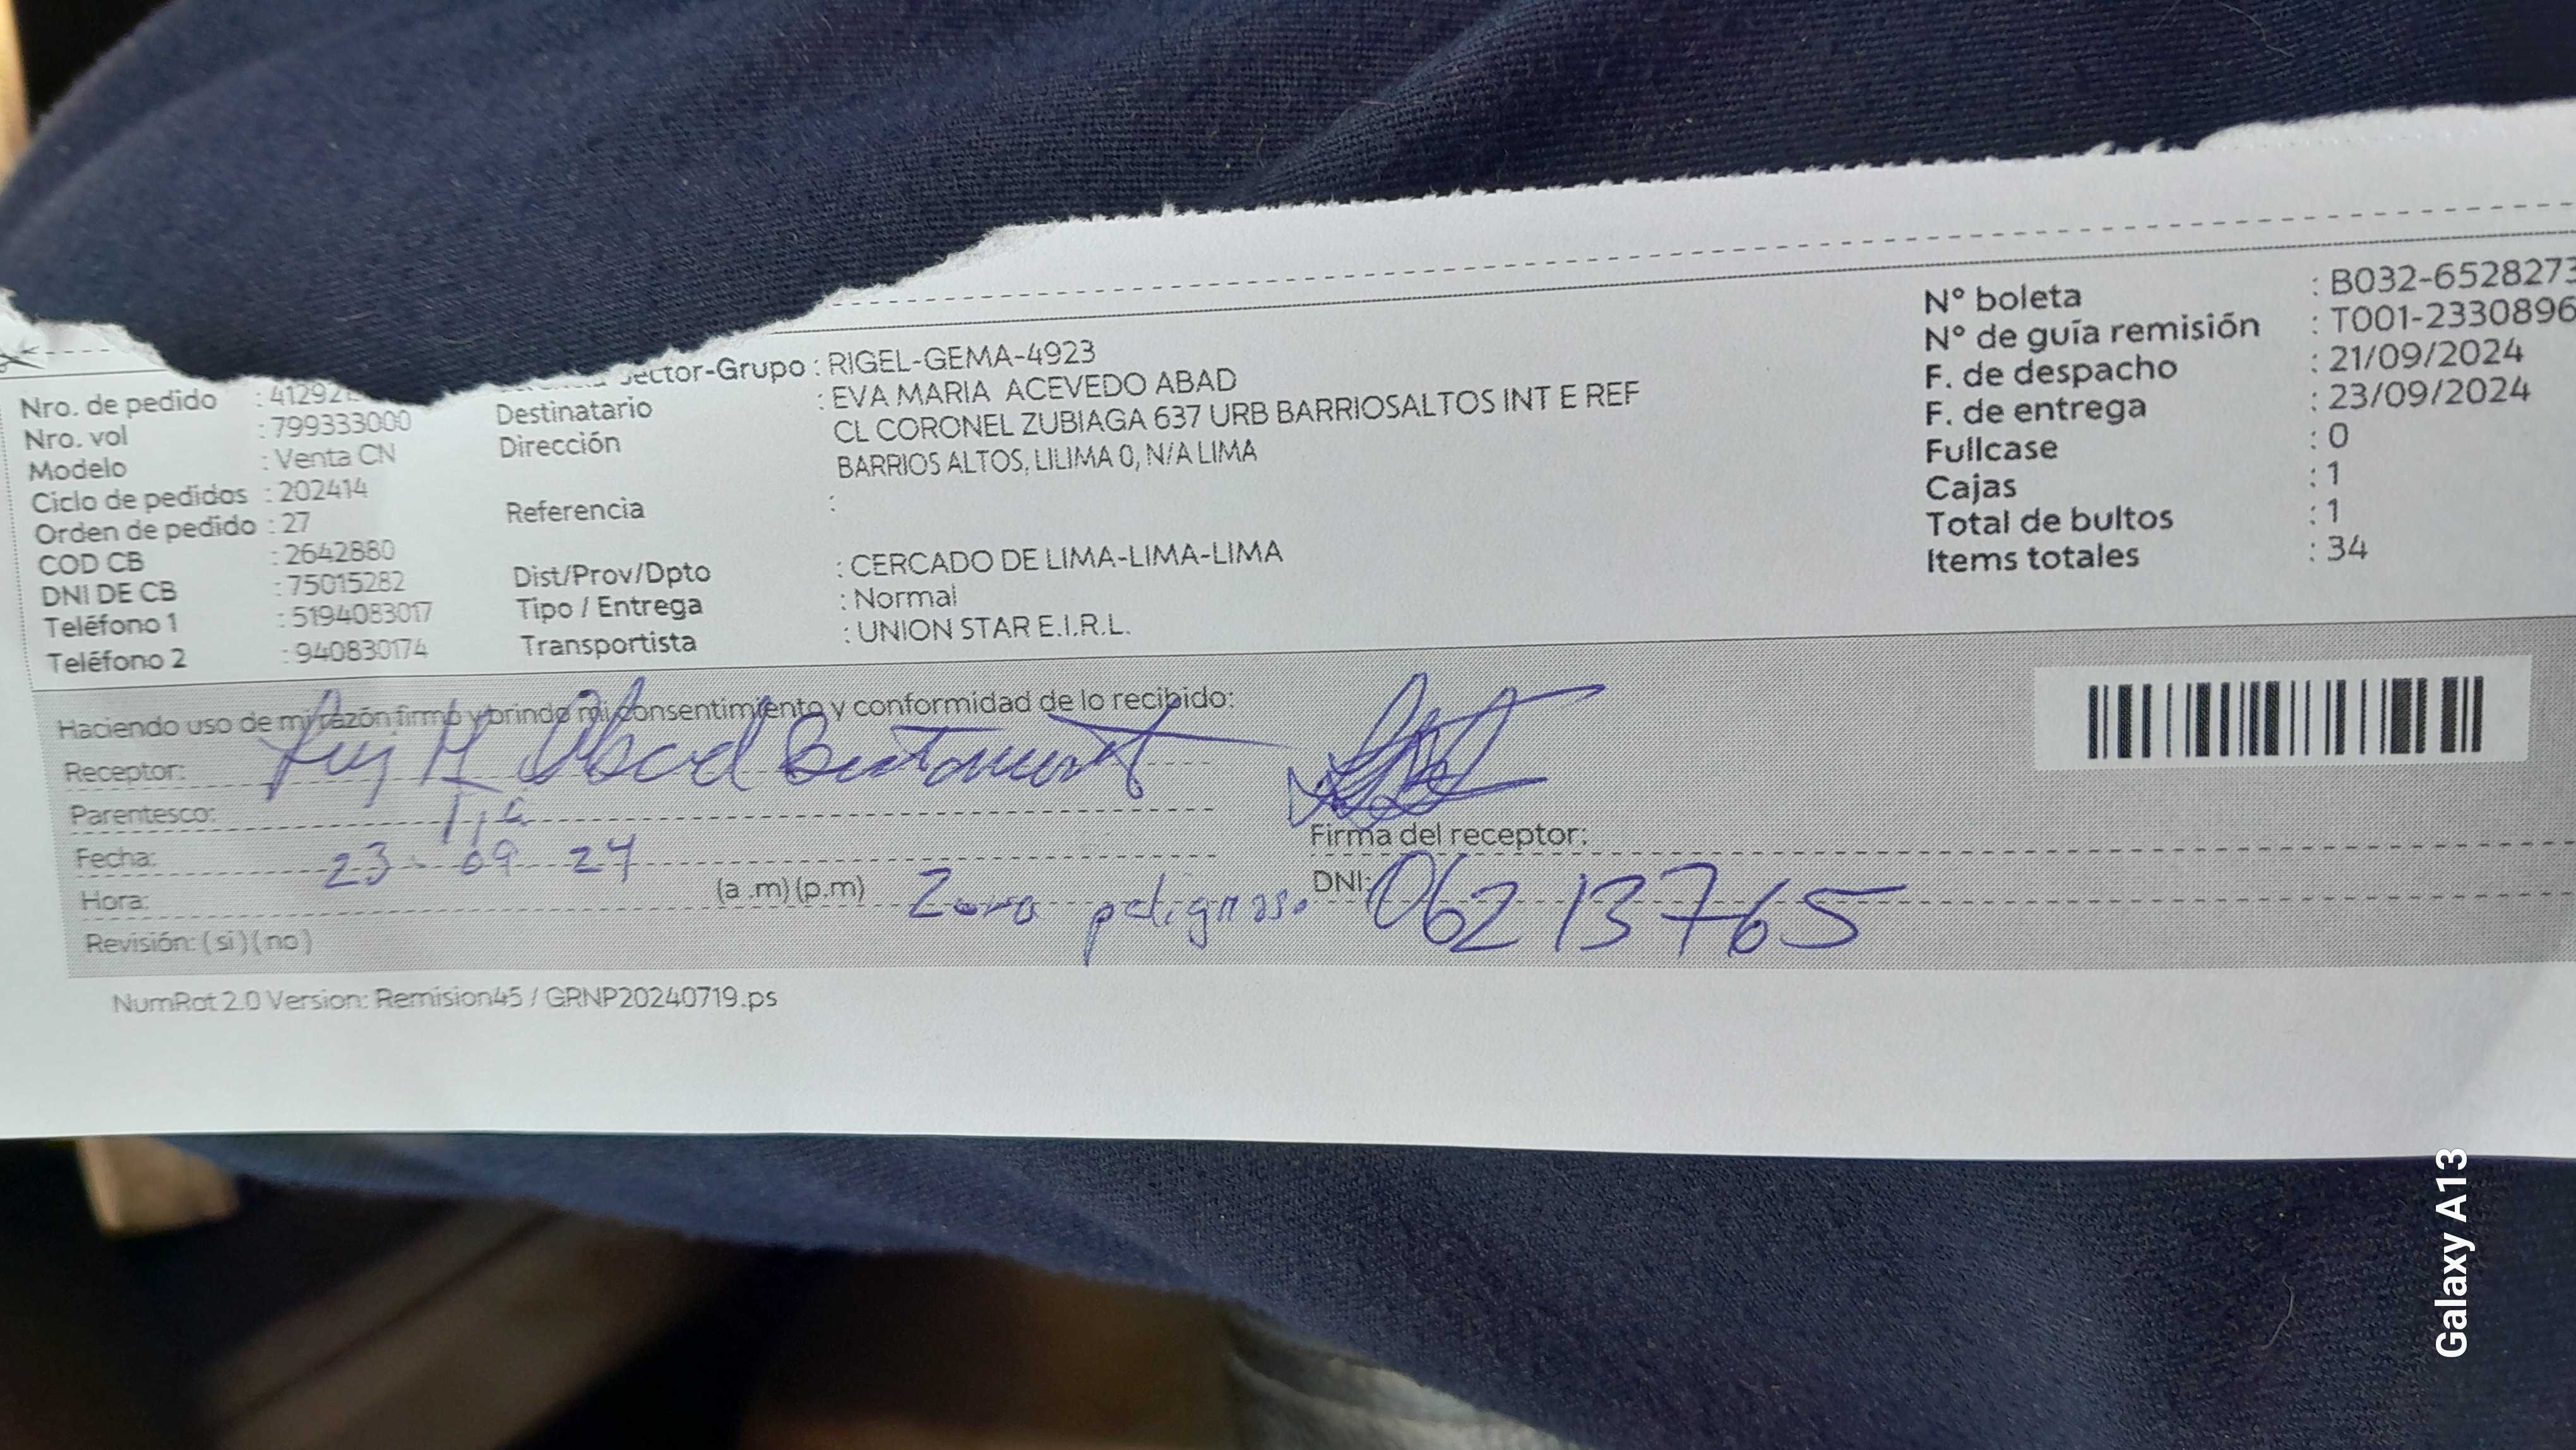 Nro. de pedido : 41292
Nro. vol : 799333000
Modelo : Venta CN
Ciclo de pedidos : 202414
Orden de pedido : 27
COD CB : 2642880
DNI DE CB : 75015282
Teléfono 1 : 5194083017
Teléfono 2 : 940830174
Sector-Grupo : RIGEL-GEMA-4923
Destinatario : EVA MARIA ACEVEDO ABAD
Dirección CL CORONEL ZUBIAGA 637 URB BARRIOSALTOS INT E REF
BARRIOS ALTOS, LILIMA 0, N/A LIMA
Referencia :
Dist/Prov/Dpto : CERCADO DE LIMA-LIMA-LIMA
Tipo / Entrega : Normal
Transportista : UNION STAR E.I.R.L.
N° boleta : B032-6528273
N° de guía remisión : T001-2330896
F. de despacho : 21/09/2024
F. de entrega : 23/09/2024
Fullcase : 0
Cajas : 1
Total de bultos : 1
Items totales : 34
Haciendo uso de mi razón firmo y brindo mi consentimiento y conformidad de lo recibido:
Receptor: M Abad
Parentesco: Tía
Fecha: 23-09-24
Hora: (a.m)(p.m) Zona peligrosa
Revisión: (si)(no)
Firma del receptor:
DNI: 06213765
NumRot 2.0 Version: Remision45 / GRNP20240719.ps
Galaxy A13